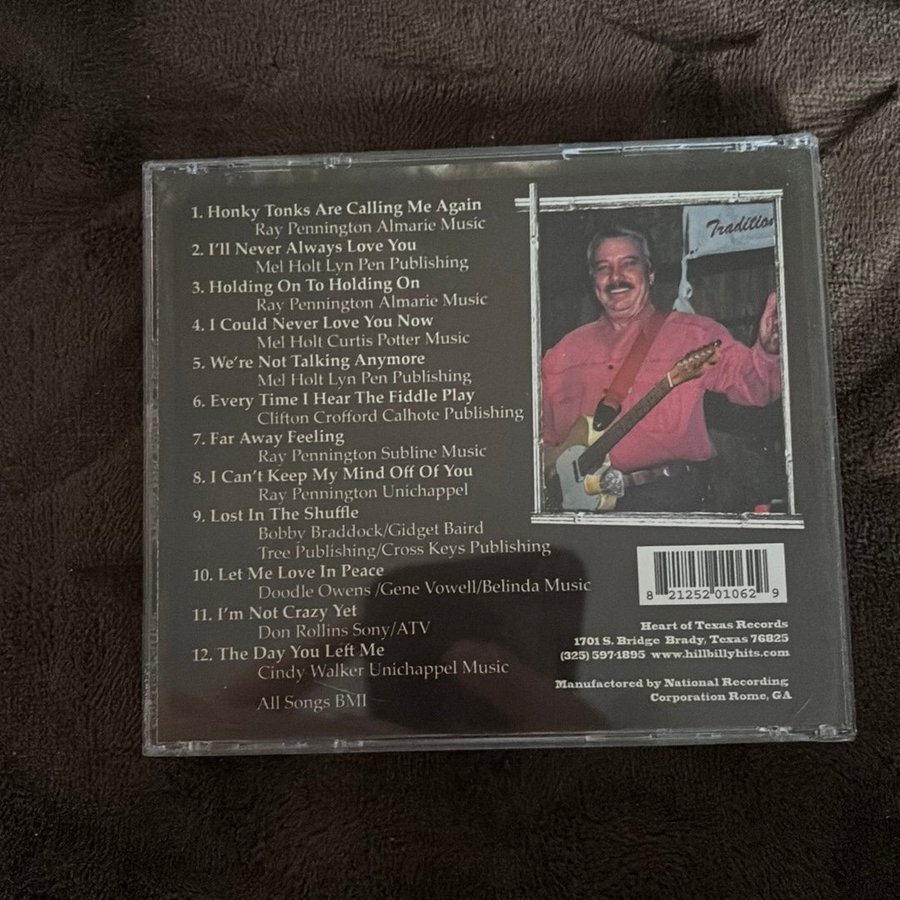 1. Honky Tonks Are Calling Me Again
Ray Pennington Almarie Music
2. I'll Never Always Love You
Mel Holt Lyn Pen Publishing
3. Holding On To Holding On
Ray Pennington Almarie Music
4. I Could Never Love You Now
Mel Holt Curtis Potter Music
5. We're Not Talking Anymore
Mel Holt Lyn Pen Publishing
6. Every Time I Hear The Fiddle Play
Clifton Crofford Calhote Publishing
7. Far Away Feeling
Ray Pennington Subline Music
8. I Can't Keep My Mind Off Of You
Ray Pennington Unichappel
9. Lost In The Shuffle
Bobby Braddock/Gidget Baird
Tree Publishing/Cross Keys Publishing
10. Let Me Love In Peace
Doodle Owens /Gene Vowell/Belinda Music
11. I'm Not Crazy Yet
Don Rollins Sony/ATV
12. The Day You Left Me
Cindy Walker Unichappel Music
All Songs BMI
Tradition
8 21252 01062 9
Heart of Texas Records
1701 S. Bridge Brady, Texas 76825
(325) 597-1895 www.hillbillyhits.com
Manufactored by National Recording
Corporation Rome, GA